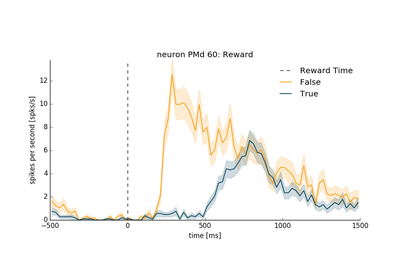 neuron PMd 60: Reward
Reward Time
False
True
spikes per second [spks/s]
12
10
8
6
4
2
0
−500
0
500
1000
1500
time [ms]